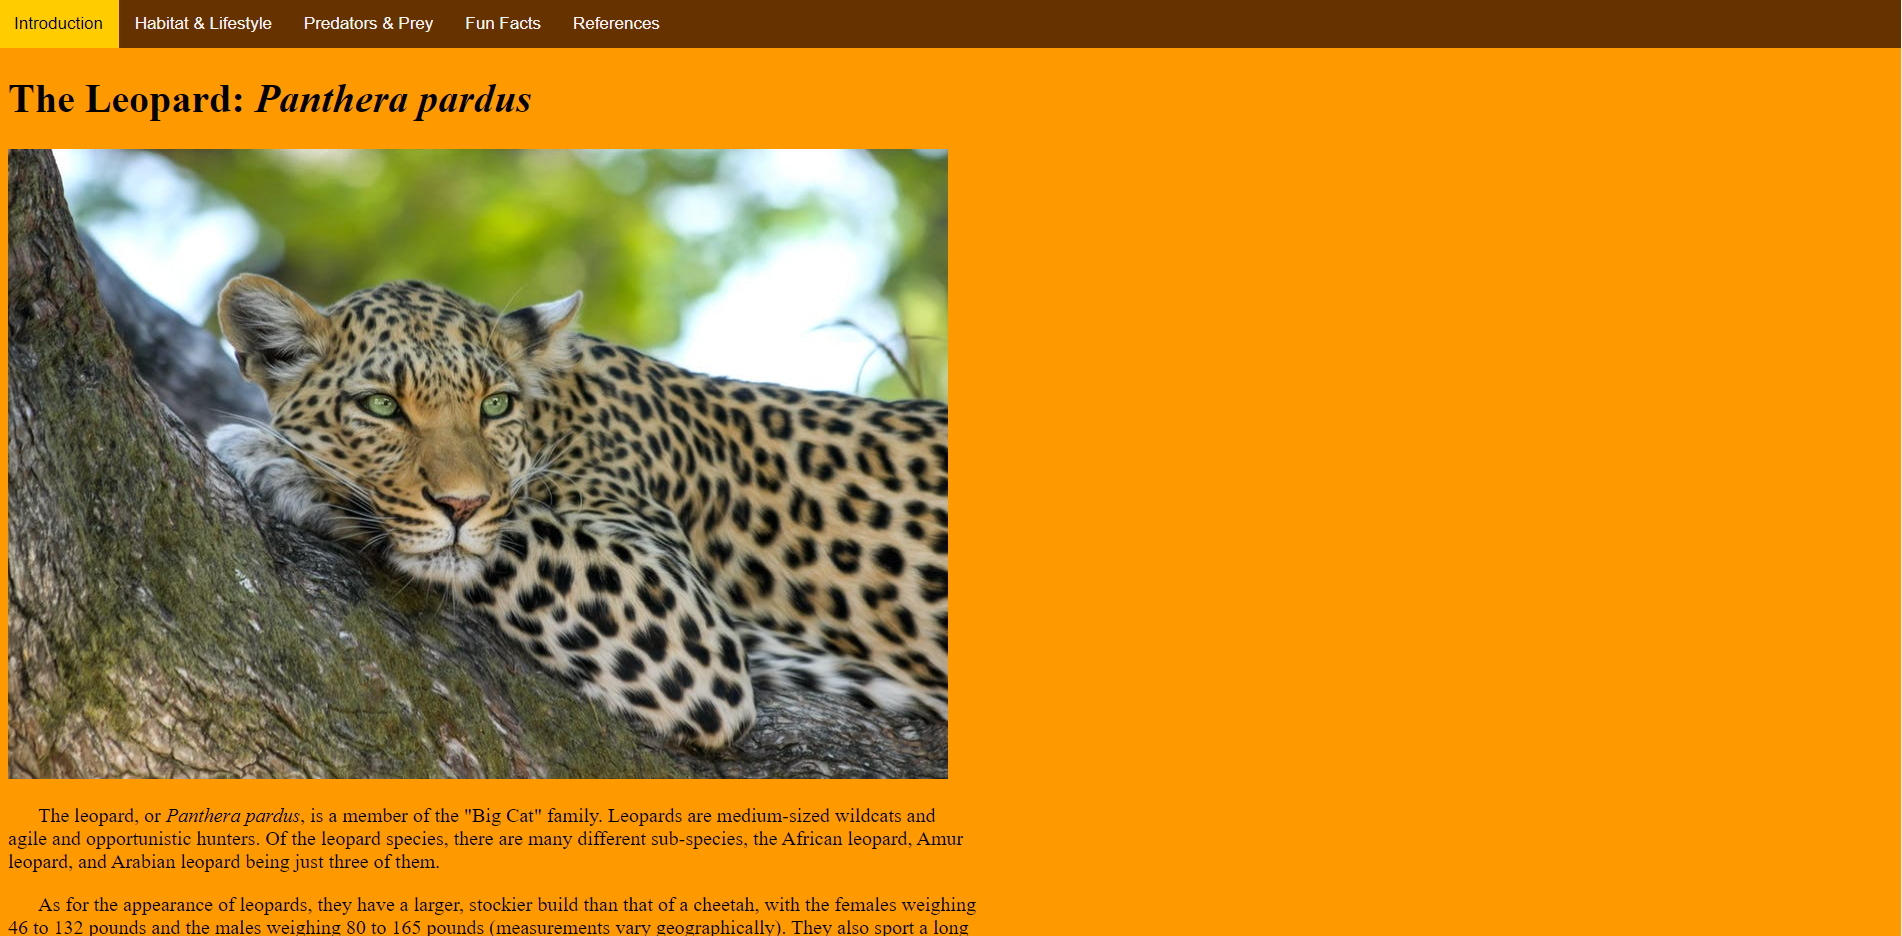 Introduction Habitat & Lifestyle Predators & Prey Fun Facts References
The Leopard: Panthera pardus
The leopard, or Panthera pardus, is a member of the "Big Cat" family. Leopards are medium-sized wildcats and
agile and opportunistic hunters. Of the leopard species, there are many different sub-species, the African leopard, Amur
leopard, and Arabian leopard being just three of them.
As for the appearance of leopards, they have a larger, stockier build than that of a cheetah, with the females weighing
46 to 132 pounds and the males weighing 80 to 165 pounds (measurements vary geographically). They also sport a long